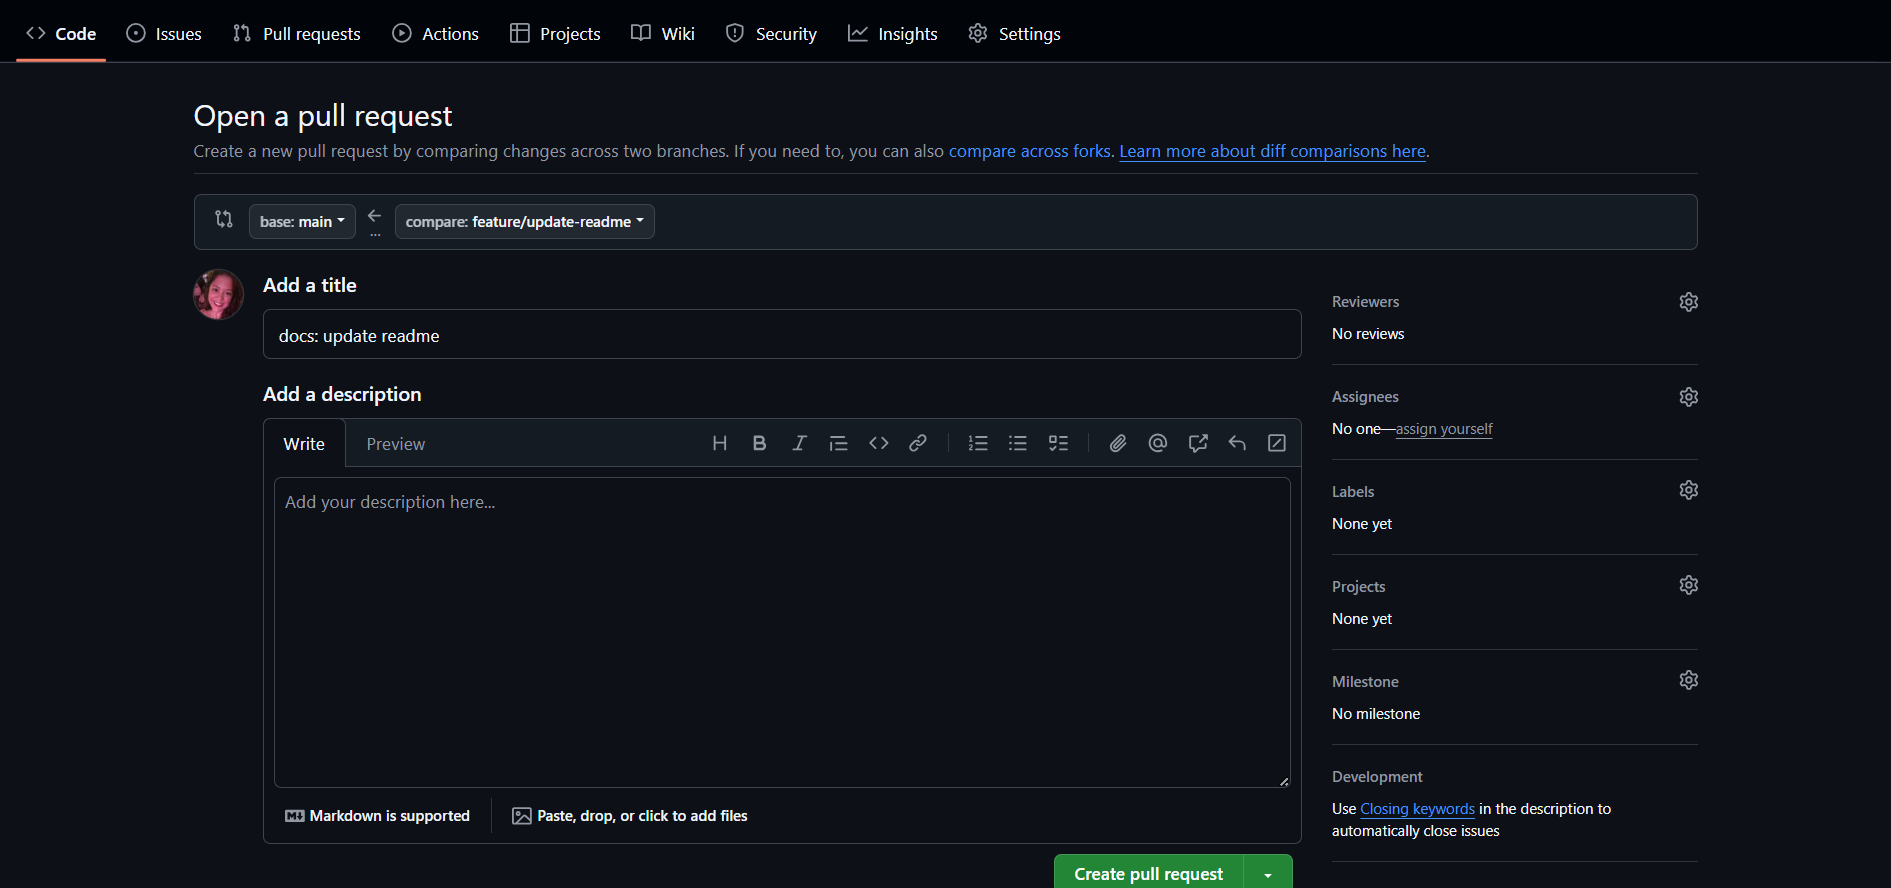 Code Issues Pull requests Actions Projects Wiki Security Insights Settings
Open a pull request
Create a new pull request by comparing changes across two branches. If you need to, you can also compare across forks. Learn more about diff comparisons here.
base: main ← ... compare: feature/update-readme
Add a title
docs: update readme
Add a description
Write Preview
Add your description here...
Markdown is supported
Paste, drop, or click to add files
Create pull request
Reviewers
No reviews
Assignees
No one—assign yourself
Labels
None yet
Projects
None yet
Milestone
No milestone
Development
Use Closing keywords in the description to
automatically close issues